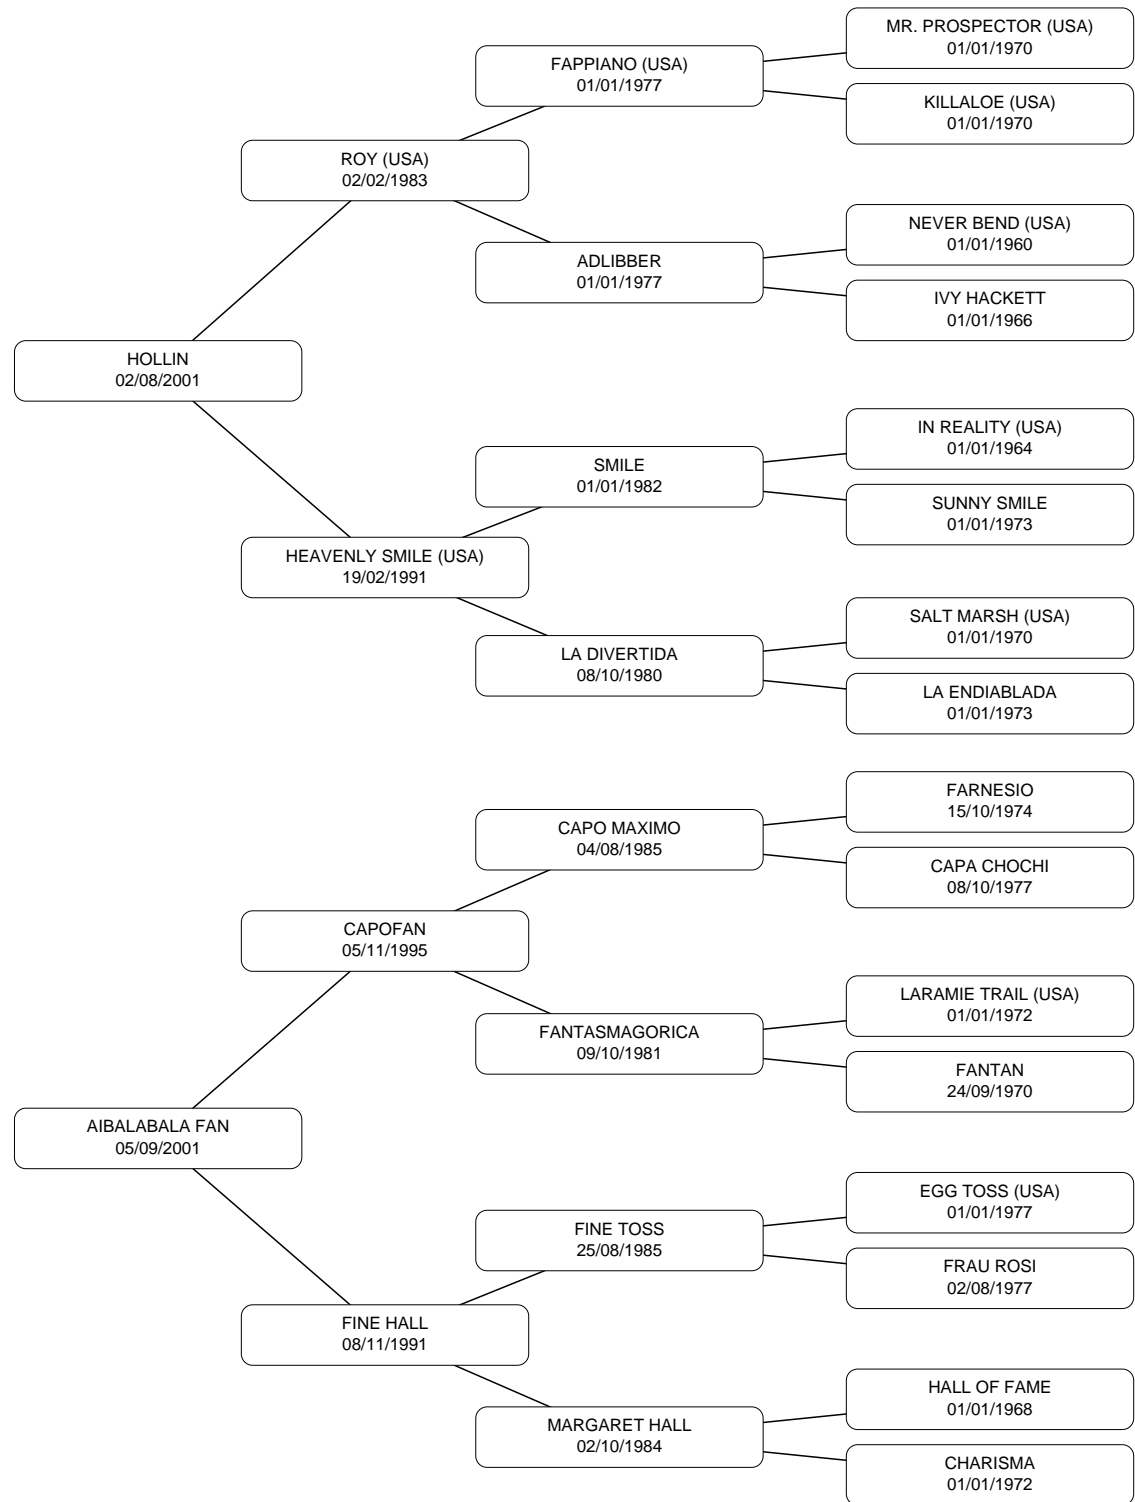 MR. PROSPECTOR (USA)
01/01/1970
FAPPIANO (USA)
01/01/1977
KILLALOE (USA)
01/01/1970
ROY (USA)
02/02/1983
NEVER BEND (USA)
01/01/1960
ADLIBBER
01/01/1977
IVY HACKETT
01/01/1966
HOLLIN
02/08/2001
IN REALITY (USA)
01/01/1964
SMILE
01/01/1982
SUNNY SMILE
01/01/1973
HEAVENLY SMILE (USA)
19/02/1991
SALT MARSH (USA)
01/01/1970
LA DIVERTIDA
08/10/1980
LA ENDIABLADA
01/01/1973
FARNESIO
15/10/1974
CAPO MAXIMO
04/08/1985
CAPA CHOCHI
08/10/1977
CAPOFAN
05/11/1995
LARAMIE TRAIL (USA)
01/01/1972
FANTASMAGORICA
09/10/1981
FANTAN
24/09/1970
AIBALABALA FAN
05/09/2001
EGG TOSS (USA)
01/01/1977
FINE TOSS
25/08/1985
FRAU ROSI
02/08/1977
FINE HALL
08/11/1991
HALL OF FAME
01/01/1968
MARGARET HALL
02/10/1984
CHARISMA
01/01/1972